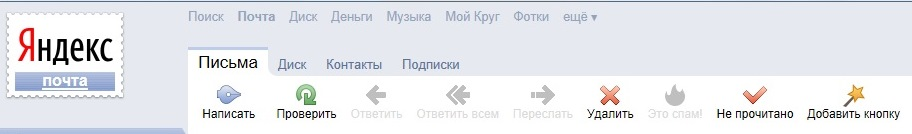 Яндекс
почта
Поиск Почта Диск Деньги Музыка Мой Круг Фотки ещё ▾
Письма Диск Контакты Подписки
Написать Проверить Ответить Ответить всем Переслать Удалить Это спам! Не прочитано Добавить кнопку